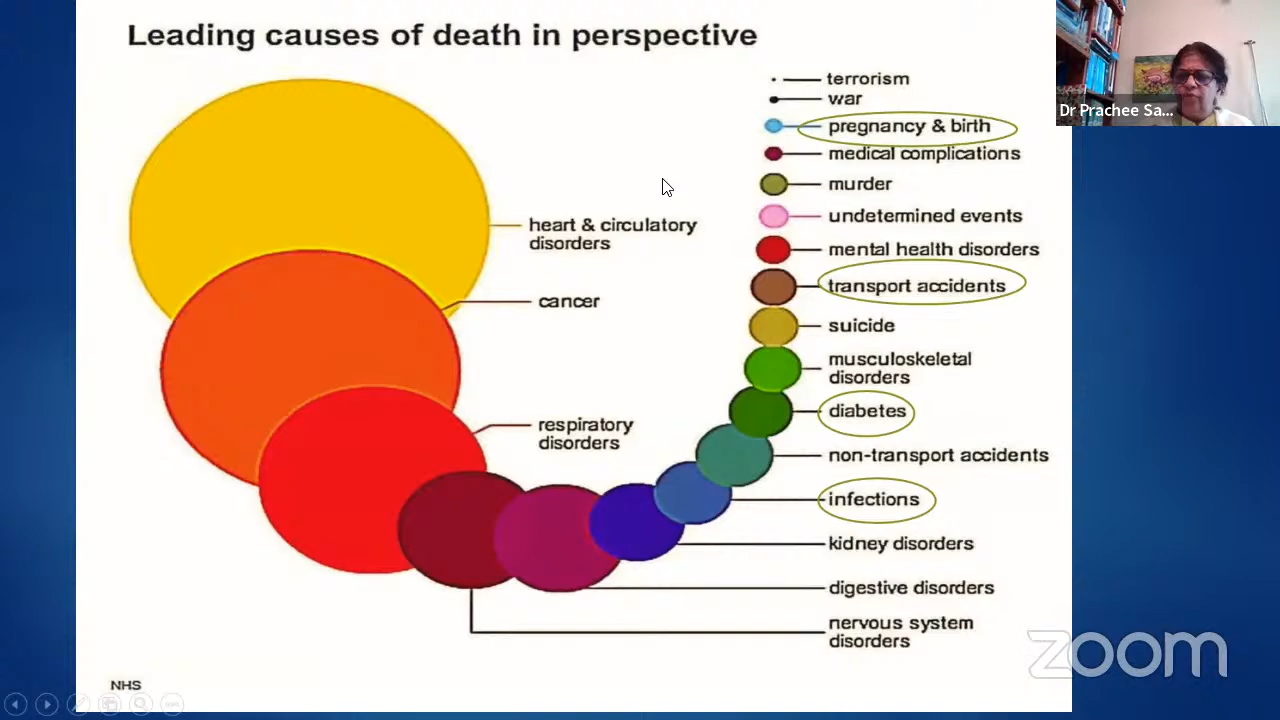 Leading causes of death in perspective
terrorism
war
pregnancy & birth
medical complications
murder
undetermined events
mental health disorders
transport accidents
suicide
musculoskeletal
disorders
diabetes
non-transport accidents
infections
kidney disorders
digestive disorders
nervous system
disorders
heart & circulatory
disorders
cancer
respiratory
disorders
NHS
Dr Prachee Sa...
zoom